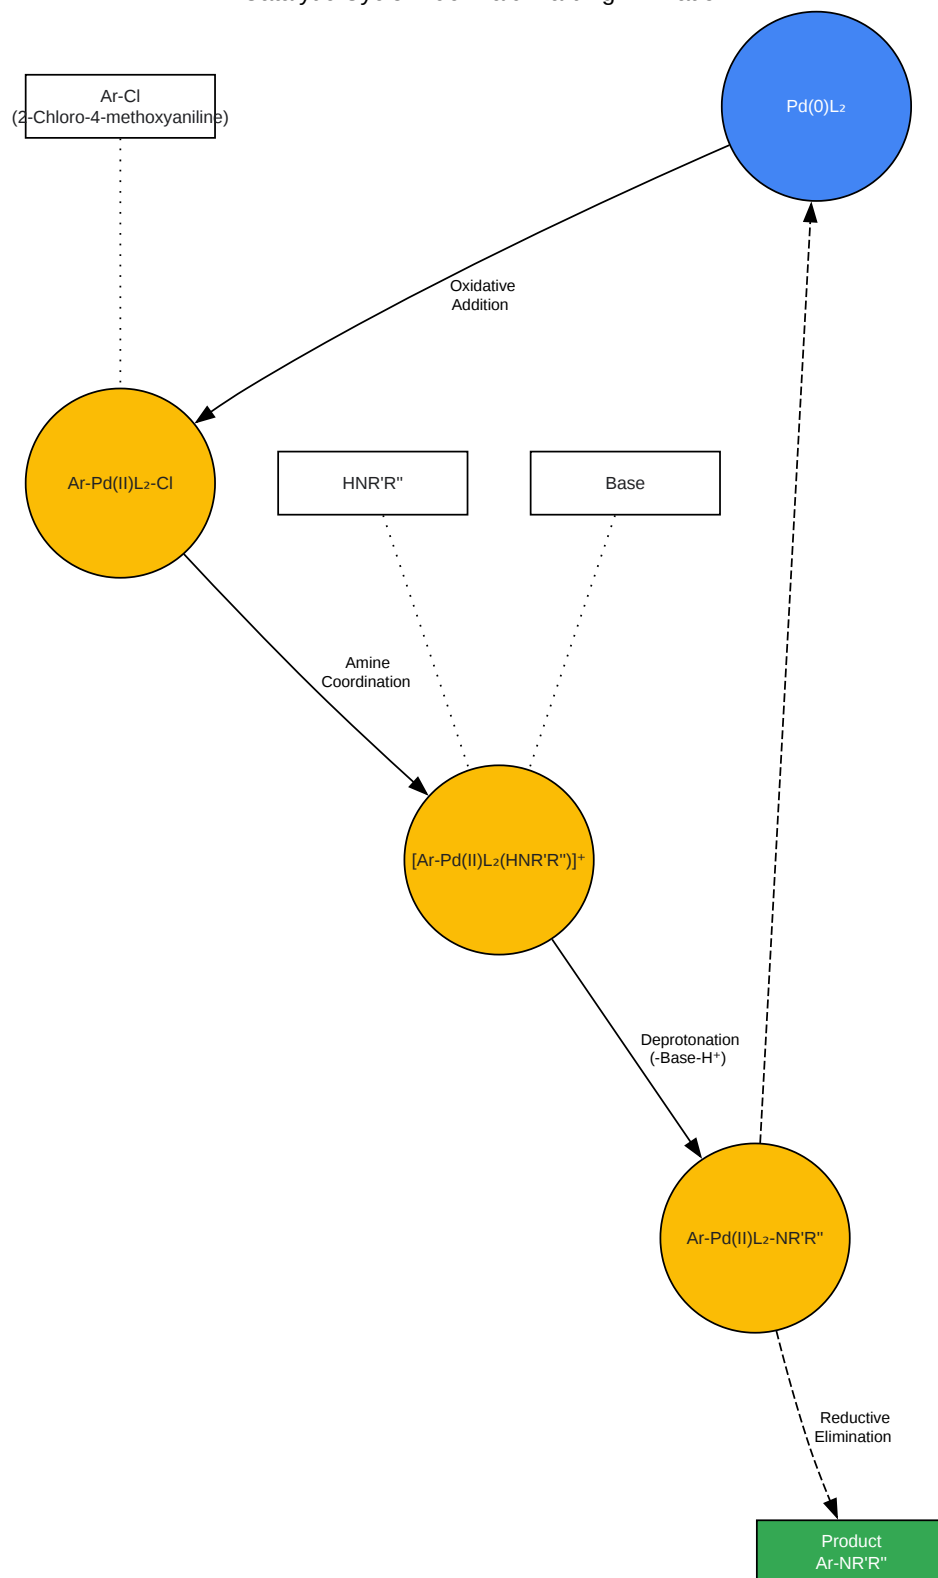 Ar-Cl
(2-Chloro-4-methoxyaniline)
Pd(0)L₂
Oxidative
Addition
Ar-Pd(II)L₂-Cl
HNR'R''
Base
Amine
Coordination
[Ar-Pd(II)L₂(HNR'R'')]⁺
Deprotonation
(-Base-H⁺)
Ar-Pd(II)L₂-NR'R''
Reductive
Elimination
Product
Ar-NR'R''